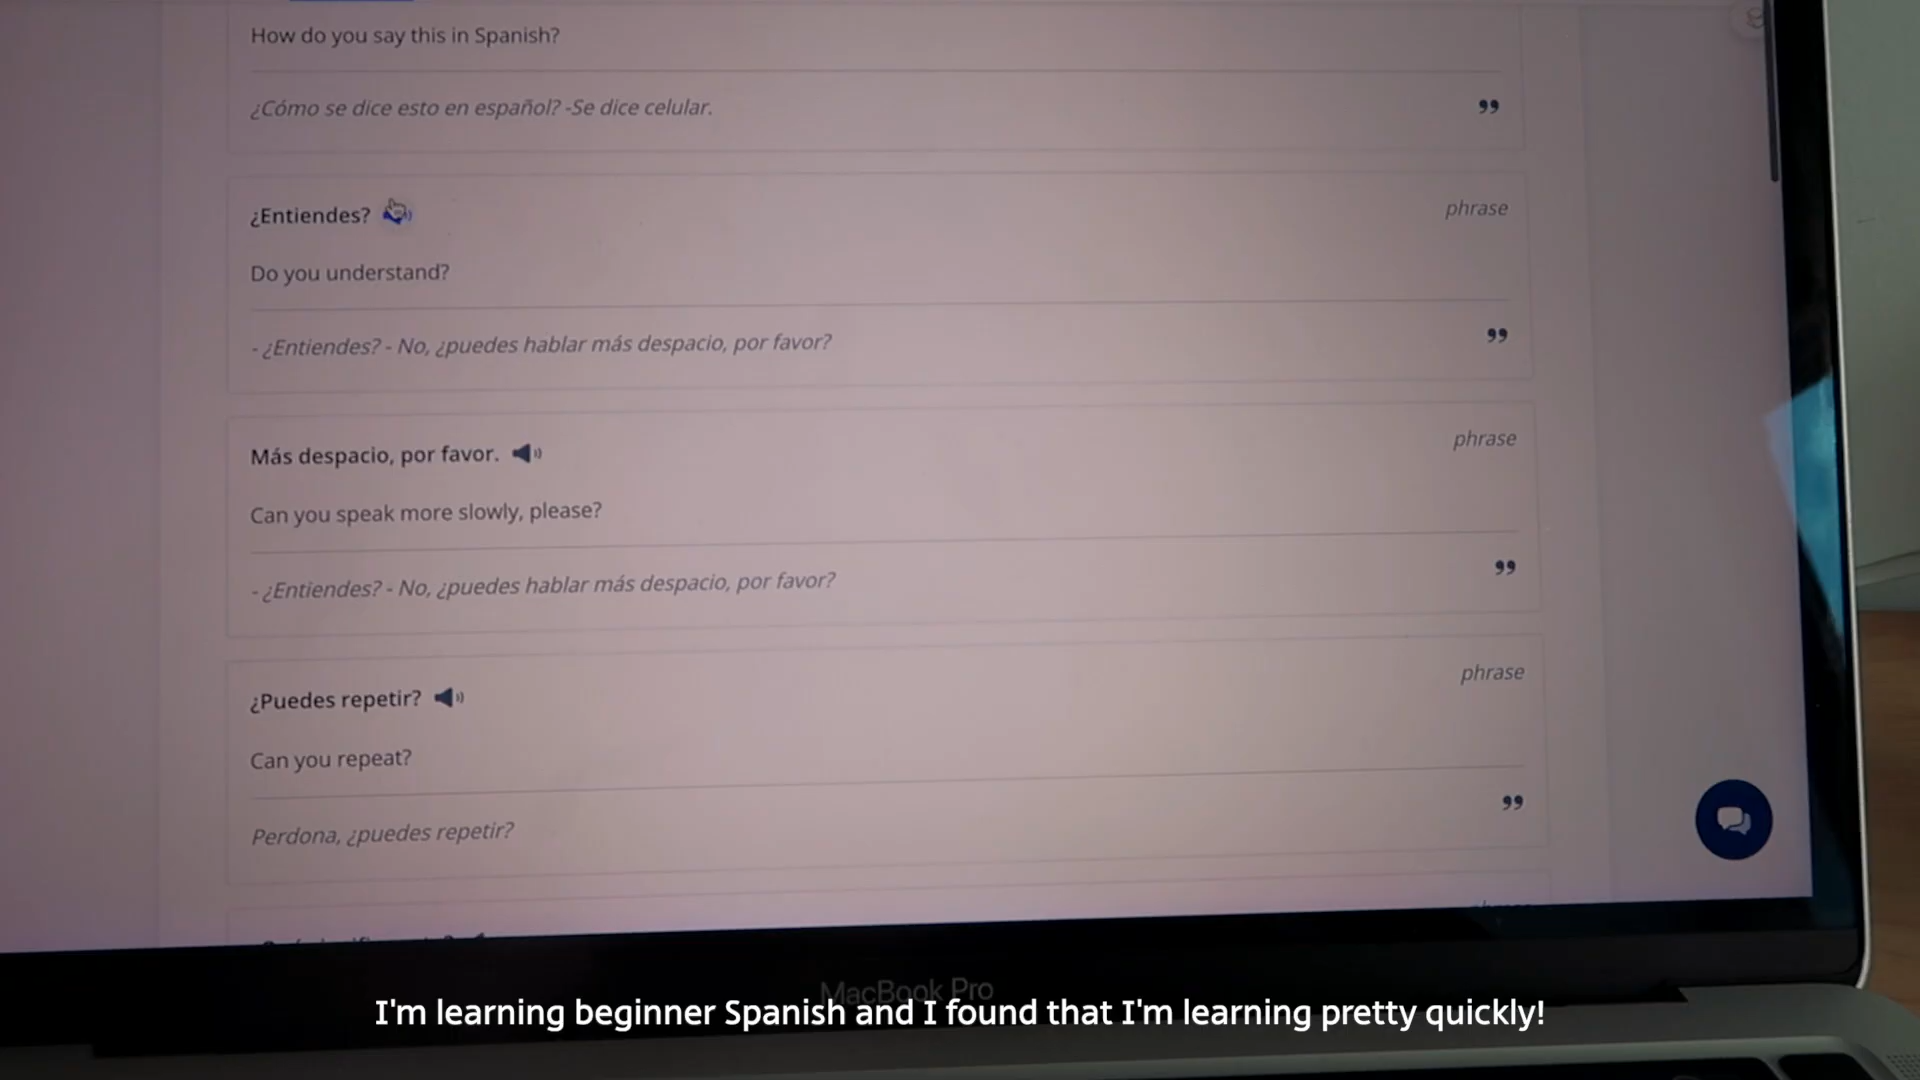 How do you say this in Spanish?
¿Cómo se dice esto en español? -Se dice celular.
¿Entiendes?
phrase
Do you understand?
- ¿Entiendes? - No, ¿puedes hablar más despacio, por favor?
Más despacio, por favor.
phrase
Can you speak more slowly, please?
- ¿Entiendes? - No, ¿puedes hablar más despacio, por favor?
¿Puedes repetir?
phrase
Can you repeat?
Perdona, ¿puedes repetir?
MacBook Pro
I'm learning beginner Spanish and I found that I'm learning pretty quickly!